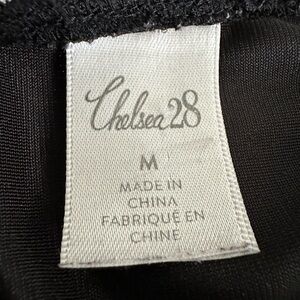 Chelsea28
M
MADE IN
CHINA
FABRIQUÉ EN
CHINE